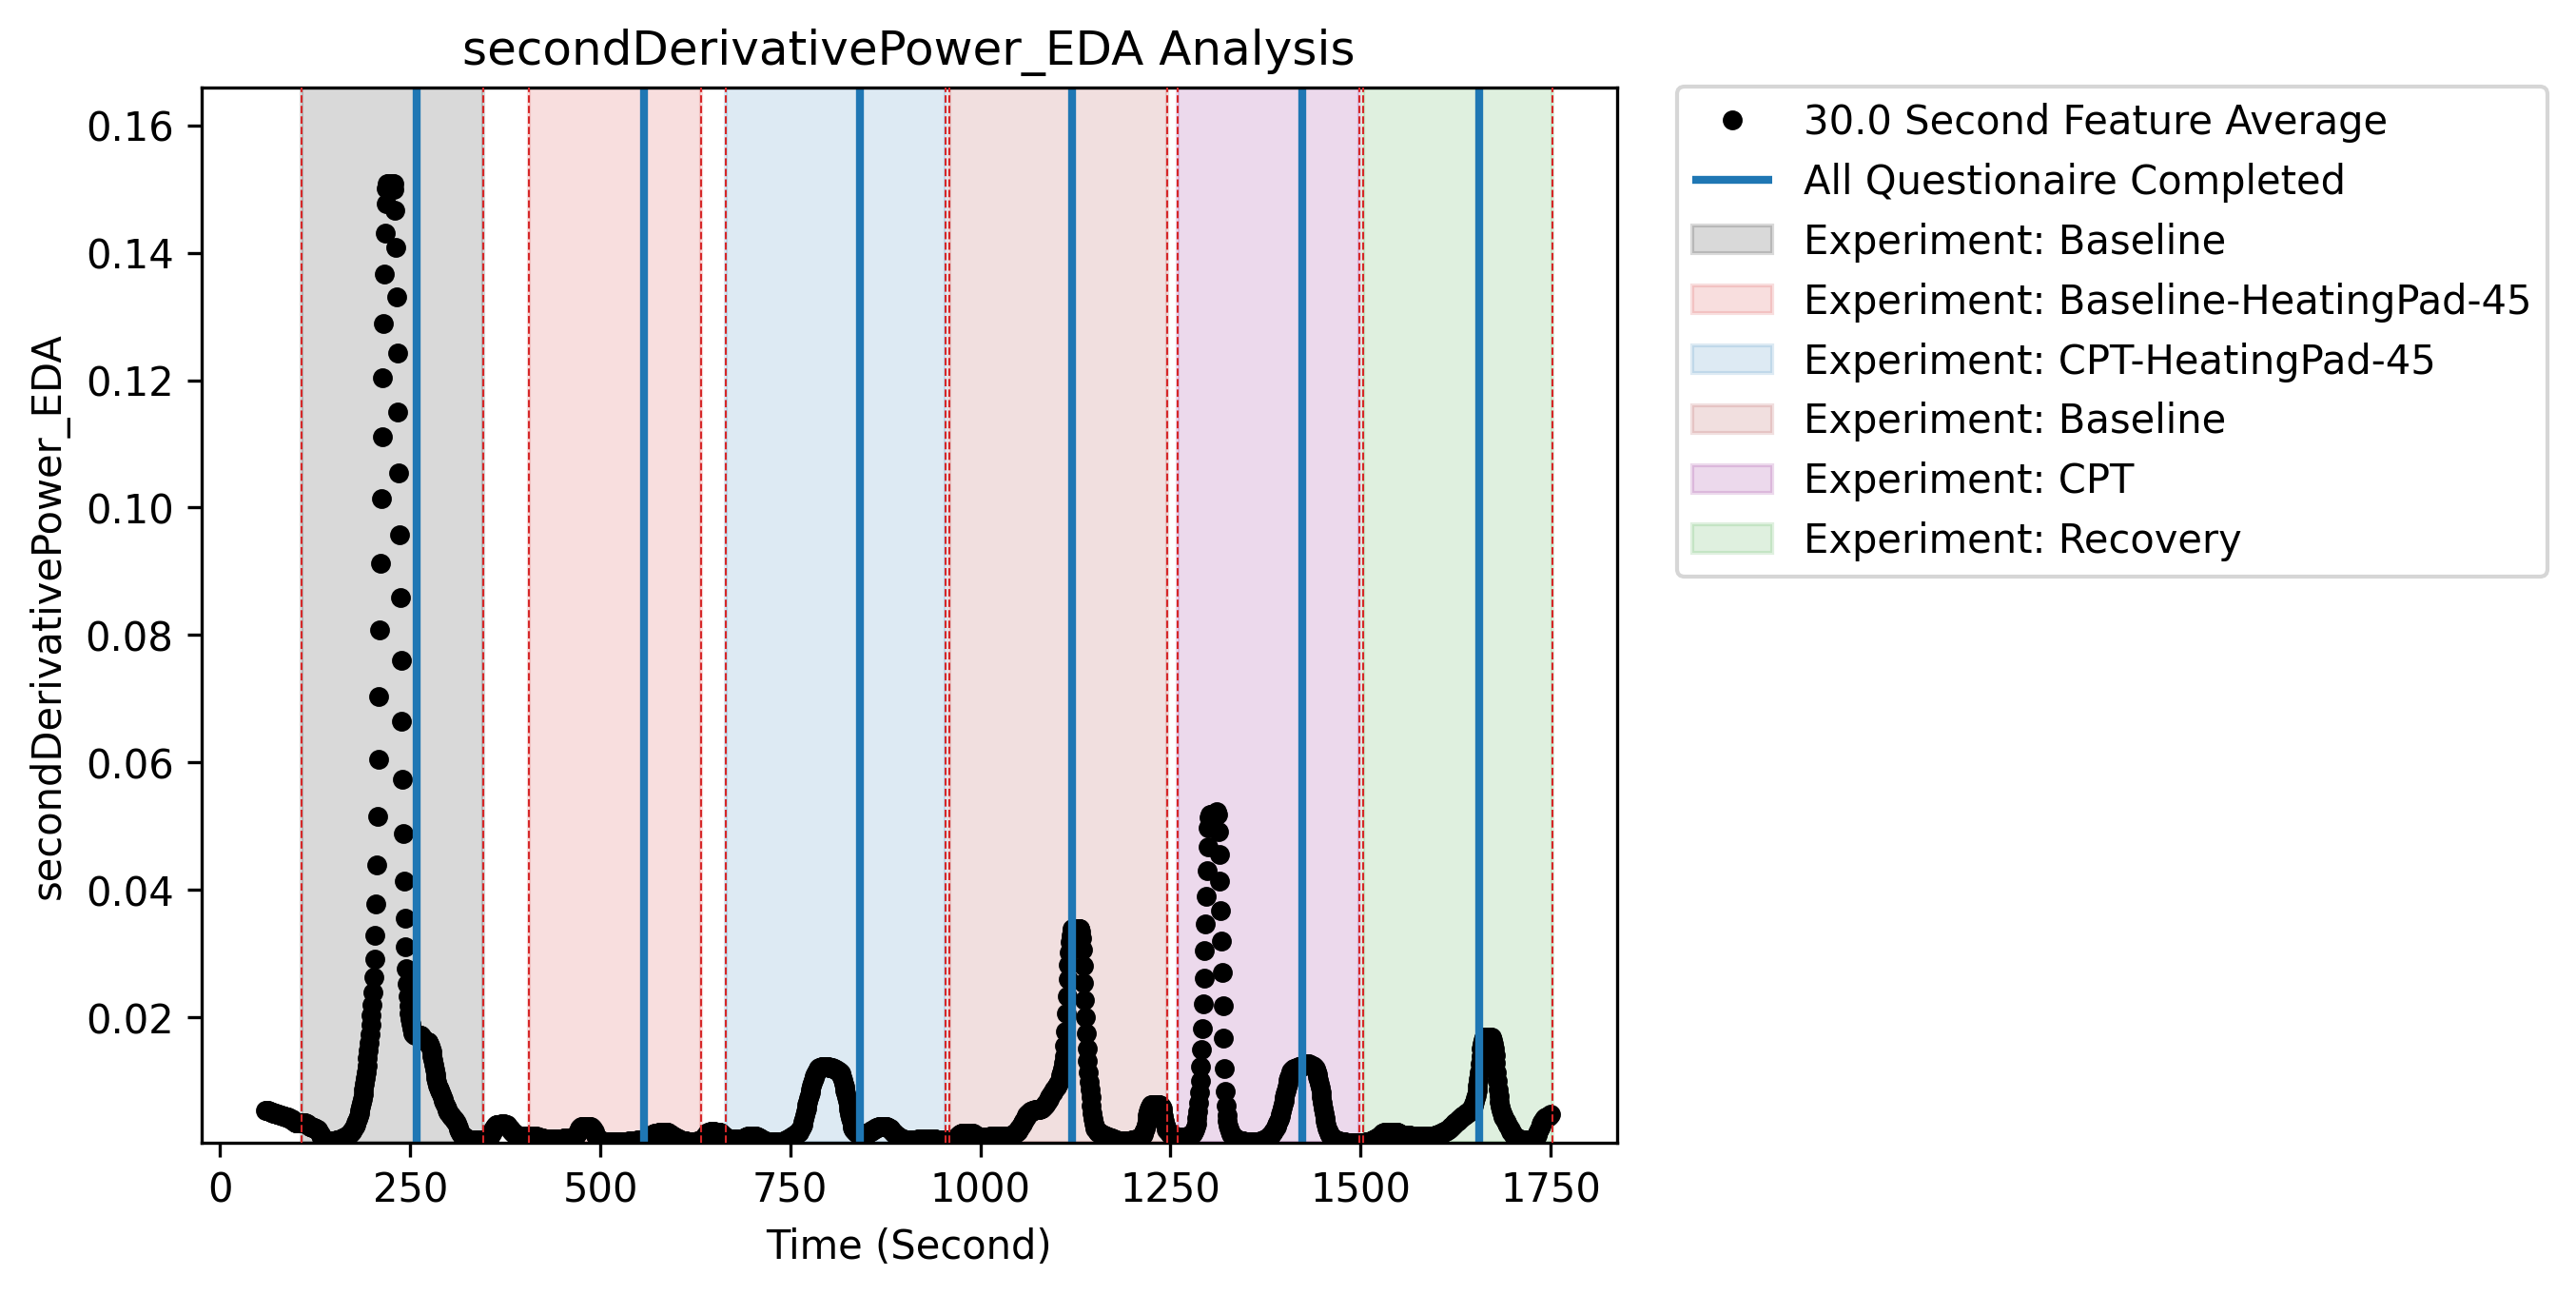 secondDerivativePower_EDA Analysis
secondDerivativePower_EDA
0.16
0.14
0.12
0.10
0.08
0.06
0.04
0.02
0 250 500 750 1000 1250 1500 1750
Time (Second)
30.0 Second Feature Average
All Questionaire Completed
Experiment: Baseline
Experiment: Baseline-HeatingPad-45
Experiment: CPT-HeatingPad-45
Experiment: Baseline
Experiment: CPT
Experiment: Recovery